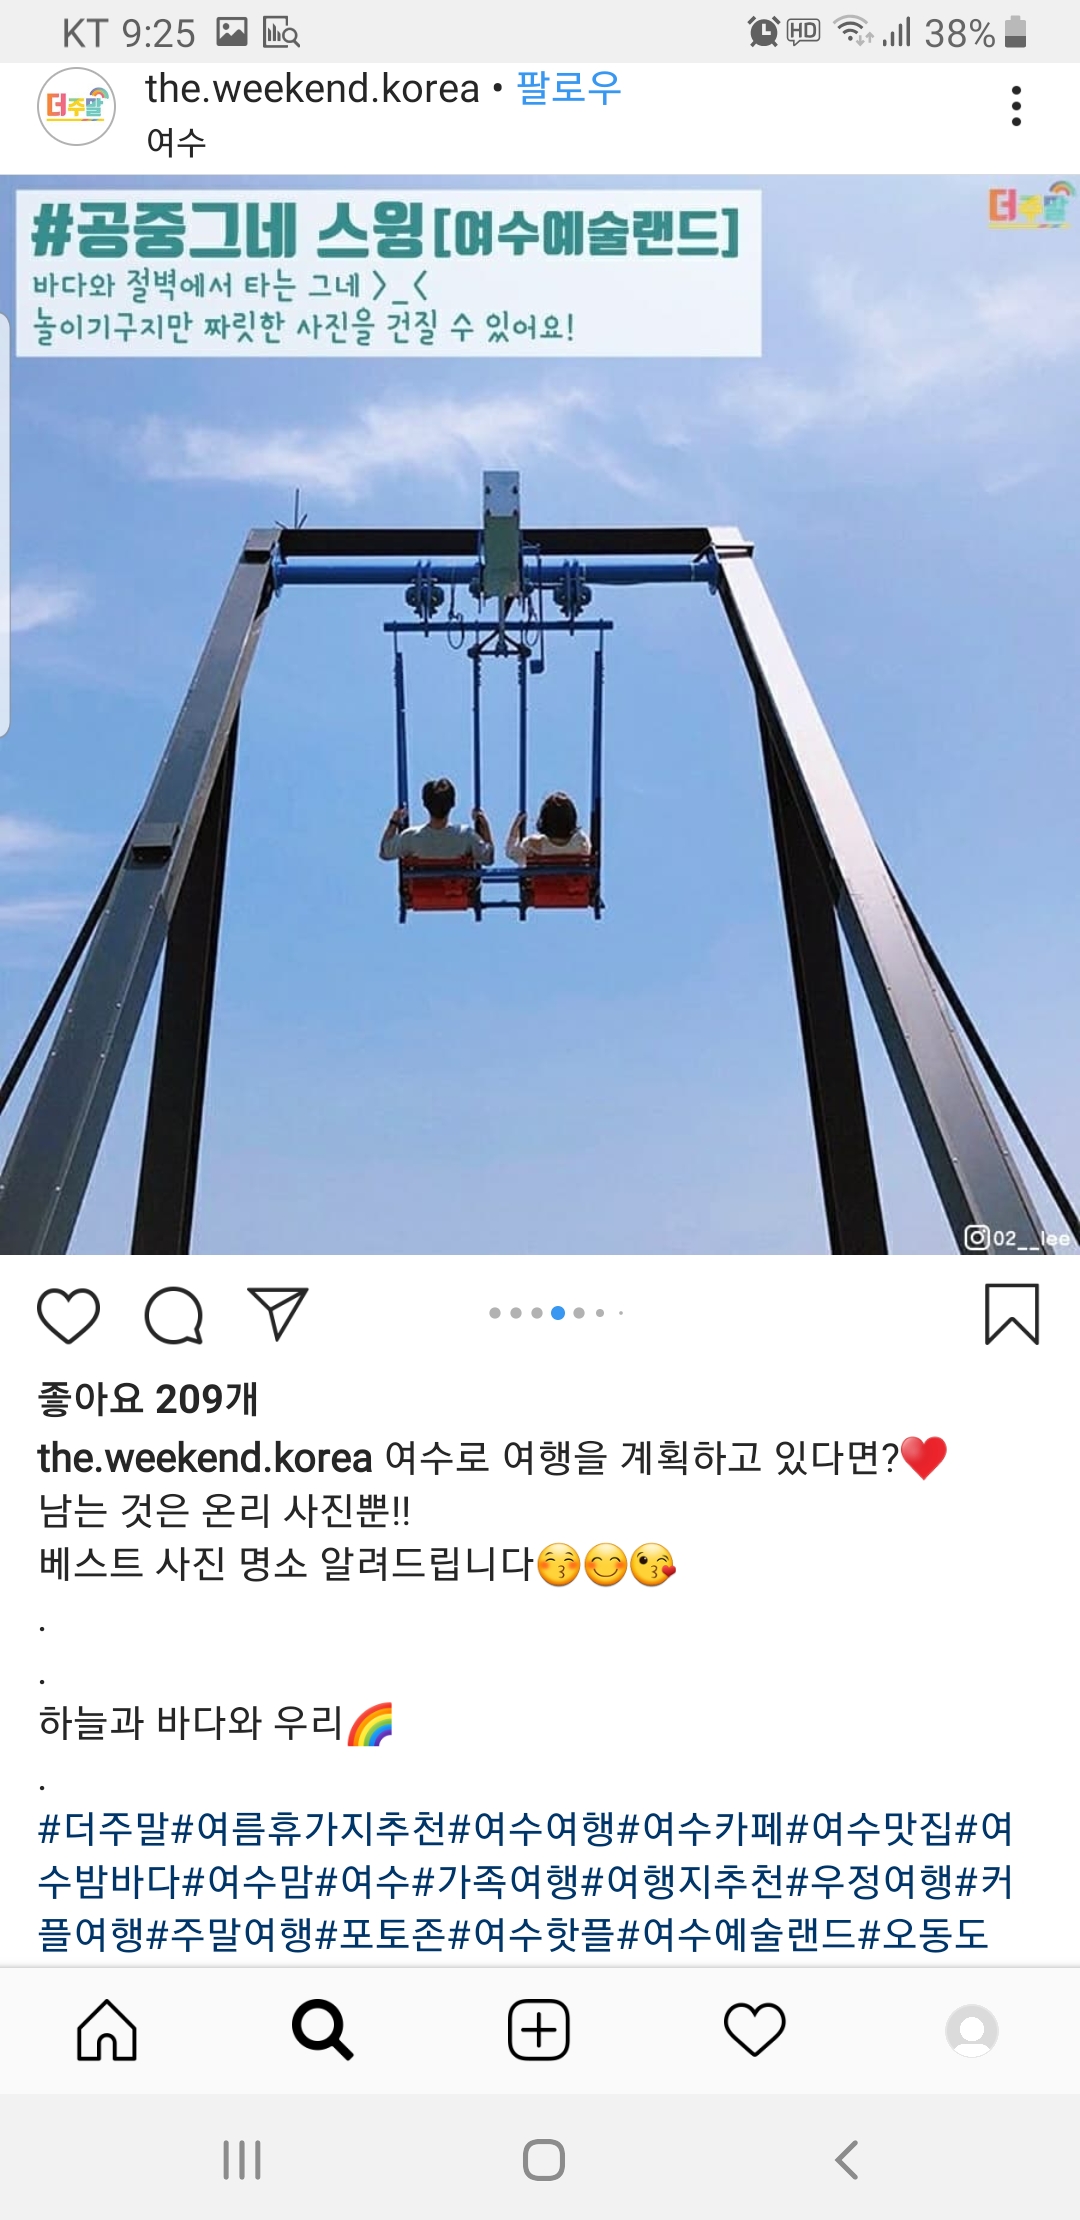 KT 9:25 HD 38%
더주말
the.weekend.korea • 팔로우
여수
#공중그네 스윙[여수예술랜드]
더주말
바다와 절벽에서 타는 그네 >_<
놀이기구지만 짜릿한 사진을 건질 수 있어요!
02__lee
좋아요 209개
the.weekend.korea 여수로 여행을 계획하고 있다면?♥️
남는 것은 온리 사진뿐!!
베스트 사진 명소 알려드립니다😚😊😘
.
.
하늘과 바다와 우리🌈
.
#더주말#여름휴가지추천#여수여행#여수카페#여수맛집#여
수밤바다#여수맘#여수#가족여행#여행지추천#우정여행#커
플여행#주말여행#포토존#여수핫플#여수예술랜드#오동도